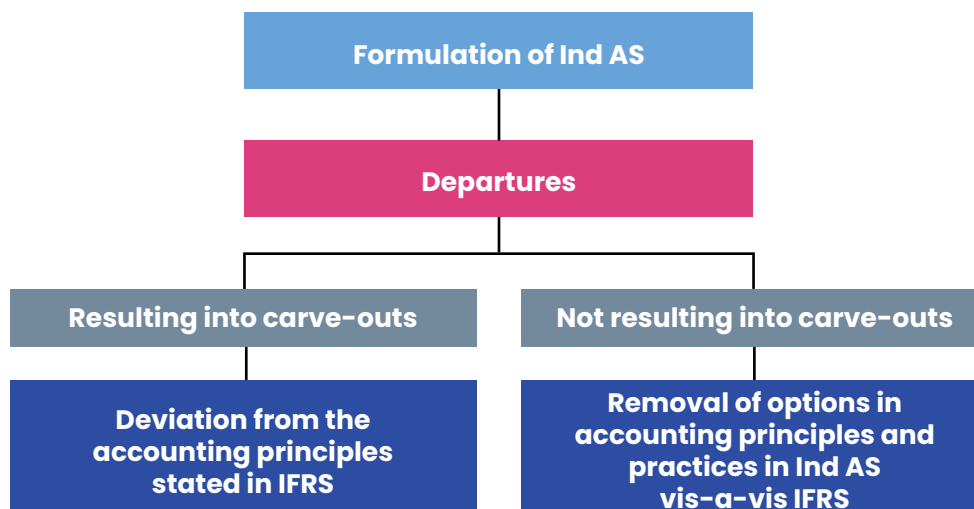 Formulation of Ind AS
Departures
Resulting into carve-outs
Not resulting into carve-outs
Deviation from the
accounting principles
stated in IFRS
Removal of options in
accounting principles and
practices in Ind AS
vis-a-vis IFRS